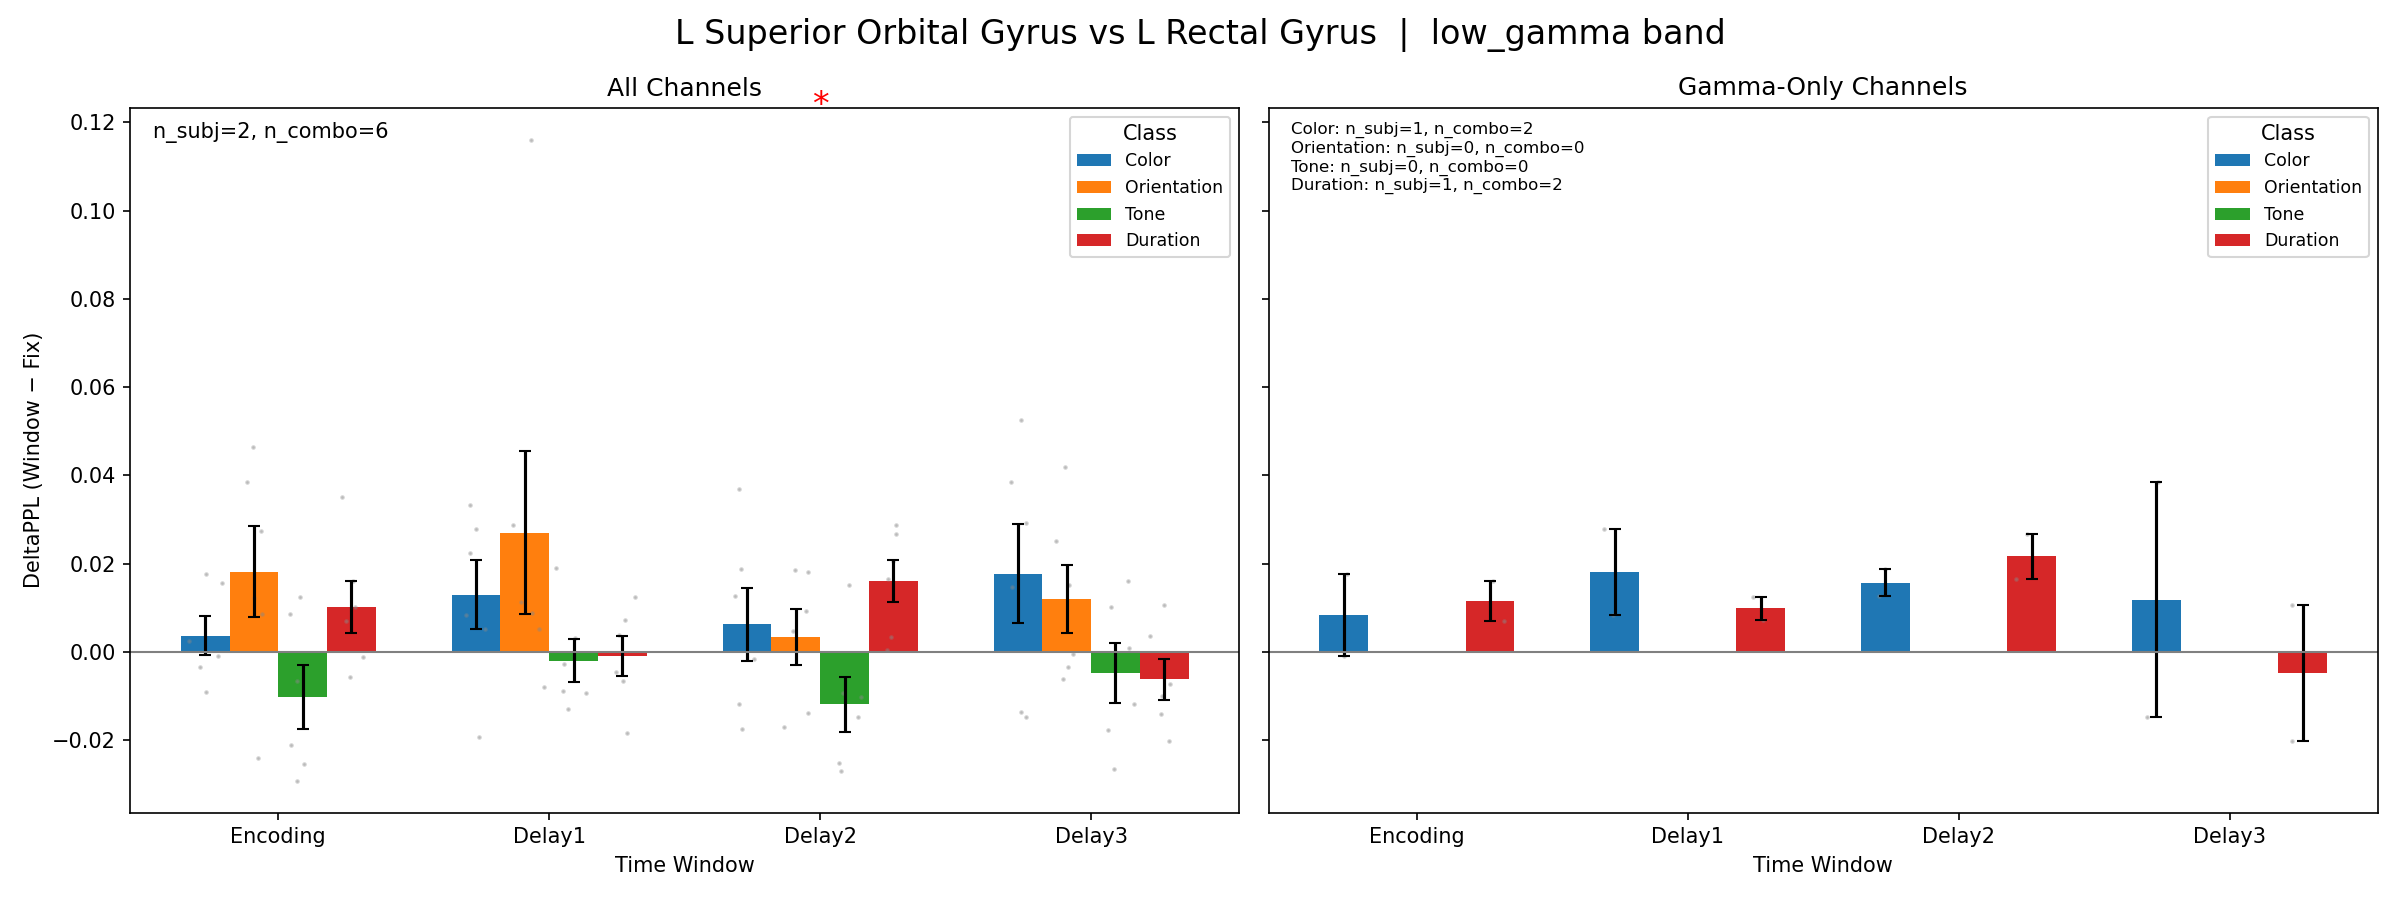 L Superior Orbital Gyrus vs L Rectal Gyrus | low_gamma band
All Channels
*
n_subj=2, n_combo=6
Class
Color
Orientation
Tone
Duration
0.12
0.10
0.08
0.06
0.04
0.02
0.00
−0.02
DeltaPPL (Window − Fix)
Encoding
Delay1
Delay2
Delay3
Time Window
Gamma-Only Channels
Color: n_subj=1, n_combo=2
Orientation: n_subj=0, n_combo=0
Tone: n_subj=0, n_combo=0
Duration: n_subj=1, n_combo=2
Class
Color
Orientation
Tone
Duration
Encoding
Delay1
Delay2
Delay3
Time Window